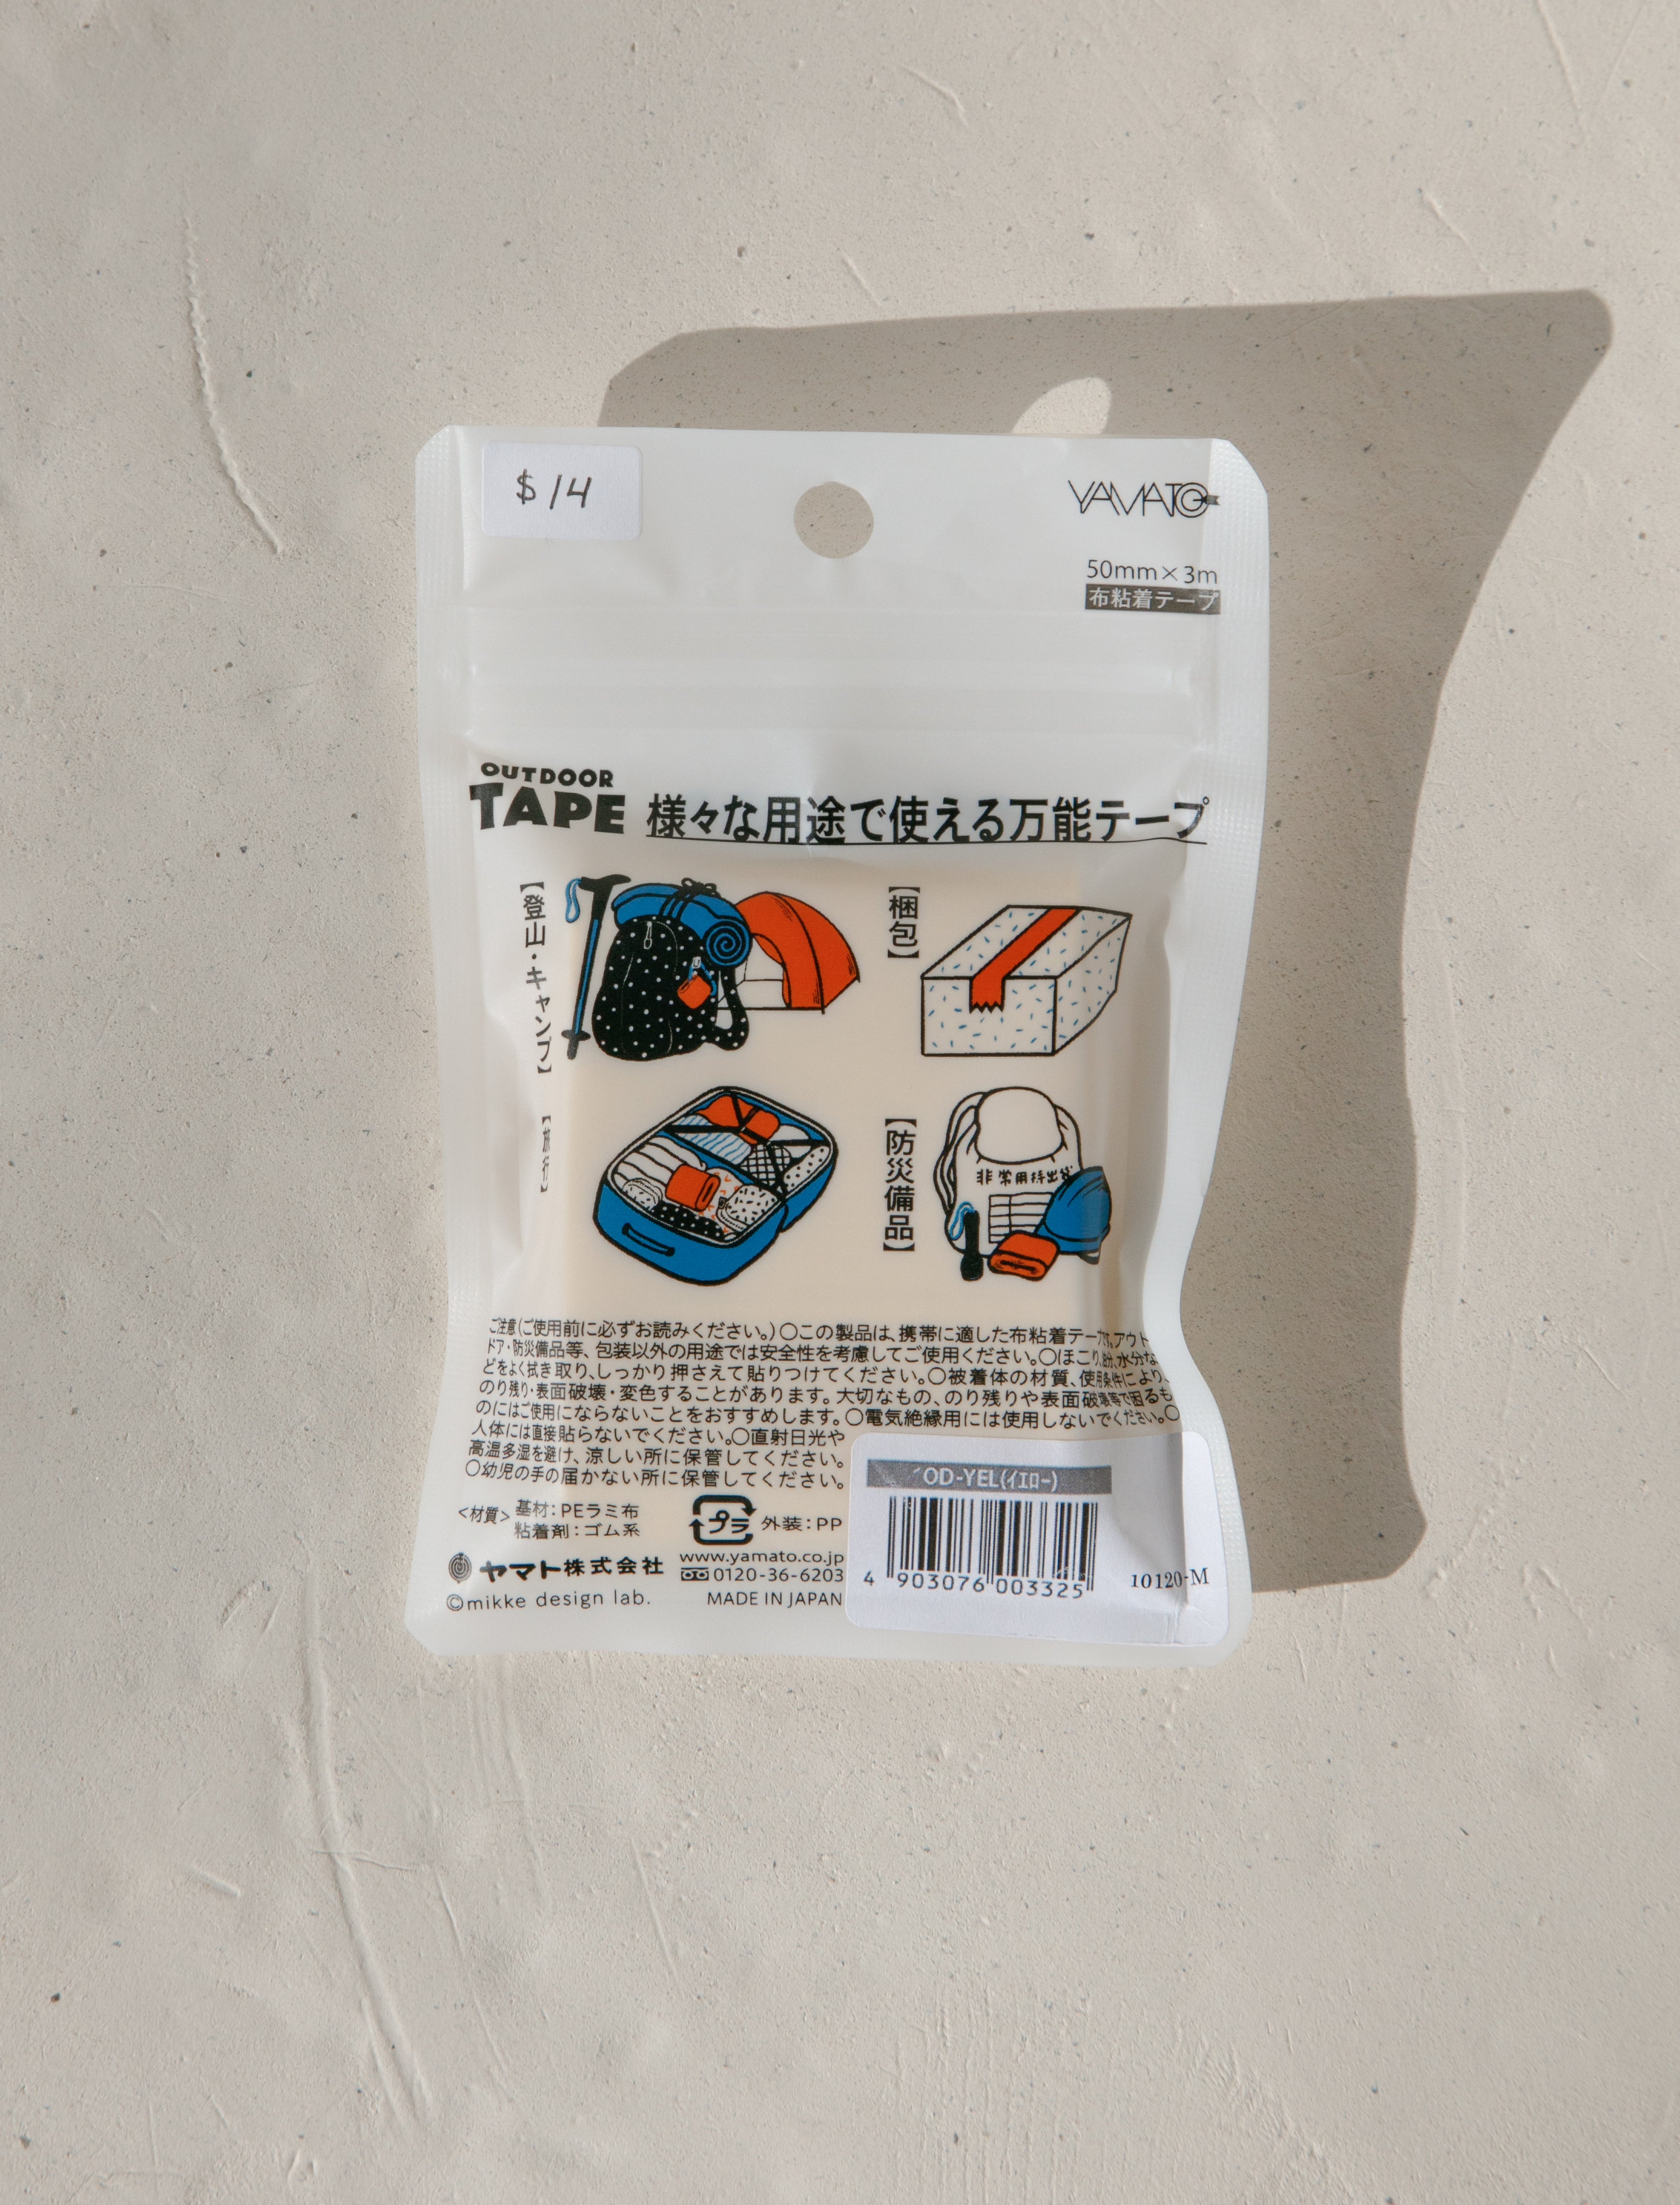 $14
YAMATO
50mm×3m
布粘着テープ
OUTDOOR
TAPE
様々な用途で使える万能テープ
【登山・キャンプ】
【梱包】
【旅行】
【防災備品】
非常用持出袋
ご注意(ご使用前に必ずお読みください。)○この製品は、携帯に適した布粘着テープです。アウト
ドア・防災備品等、包装以外の用途では安全性を考慮してご使用ください。○ほこり、油分、水分な
どをよく拭き取り、しっかり押さえて貼りつけてください。○被着体の材質、使用条件により、
のり残り・表面破壊・変色することがあります。大切なもの、のり残りや表面破壊等で困るも
のにはご使用にならないことをおすすめします。○電気絶縁用には使用しないでください。○
人体には直接貼らないでください。○直射日光や
高温多湿を避け、涼しい所に保管してください。
○幼児の手の届かない所に保管してください。
<材質>基材:PEラミ布
粘着剤:ゴム系
プラ 外装:PP
ヤマト株式会社
©mikke design lab.
www.yamato.co.jp
0120-36-6203
MADE IN JAPAN
OD-YEL(イエロー)
4 903076 003325
10120-M